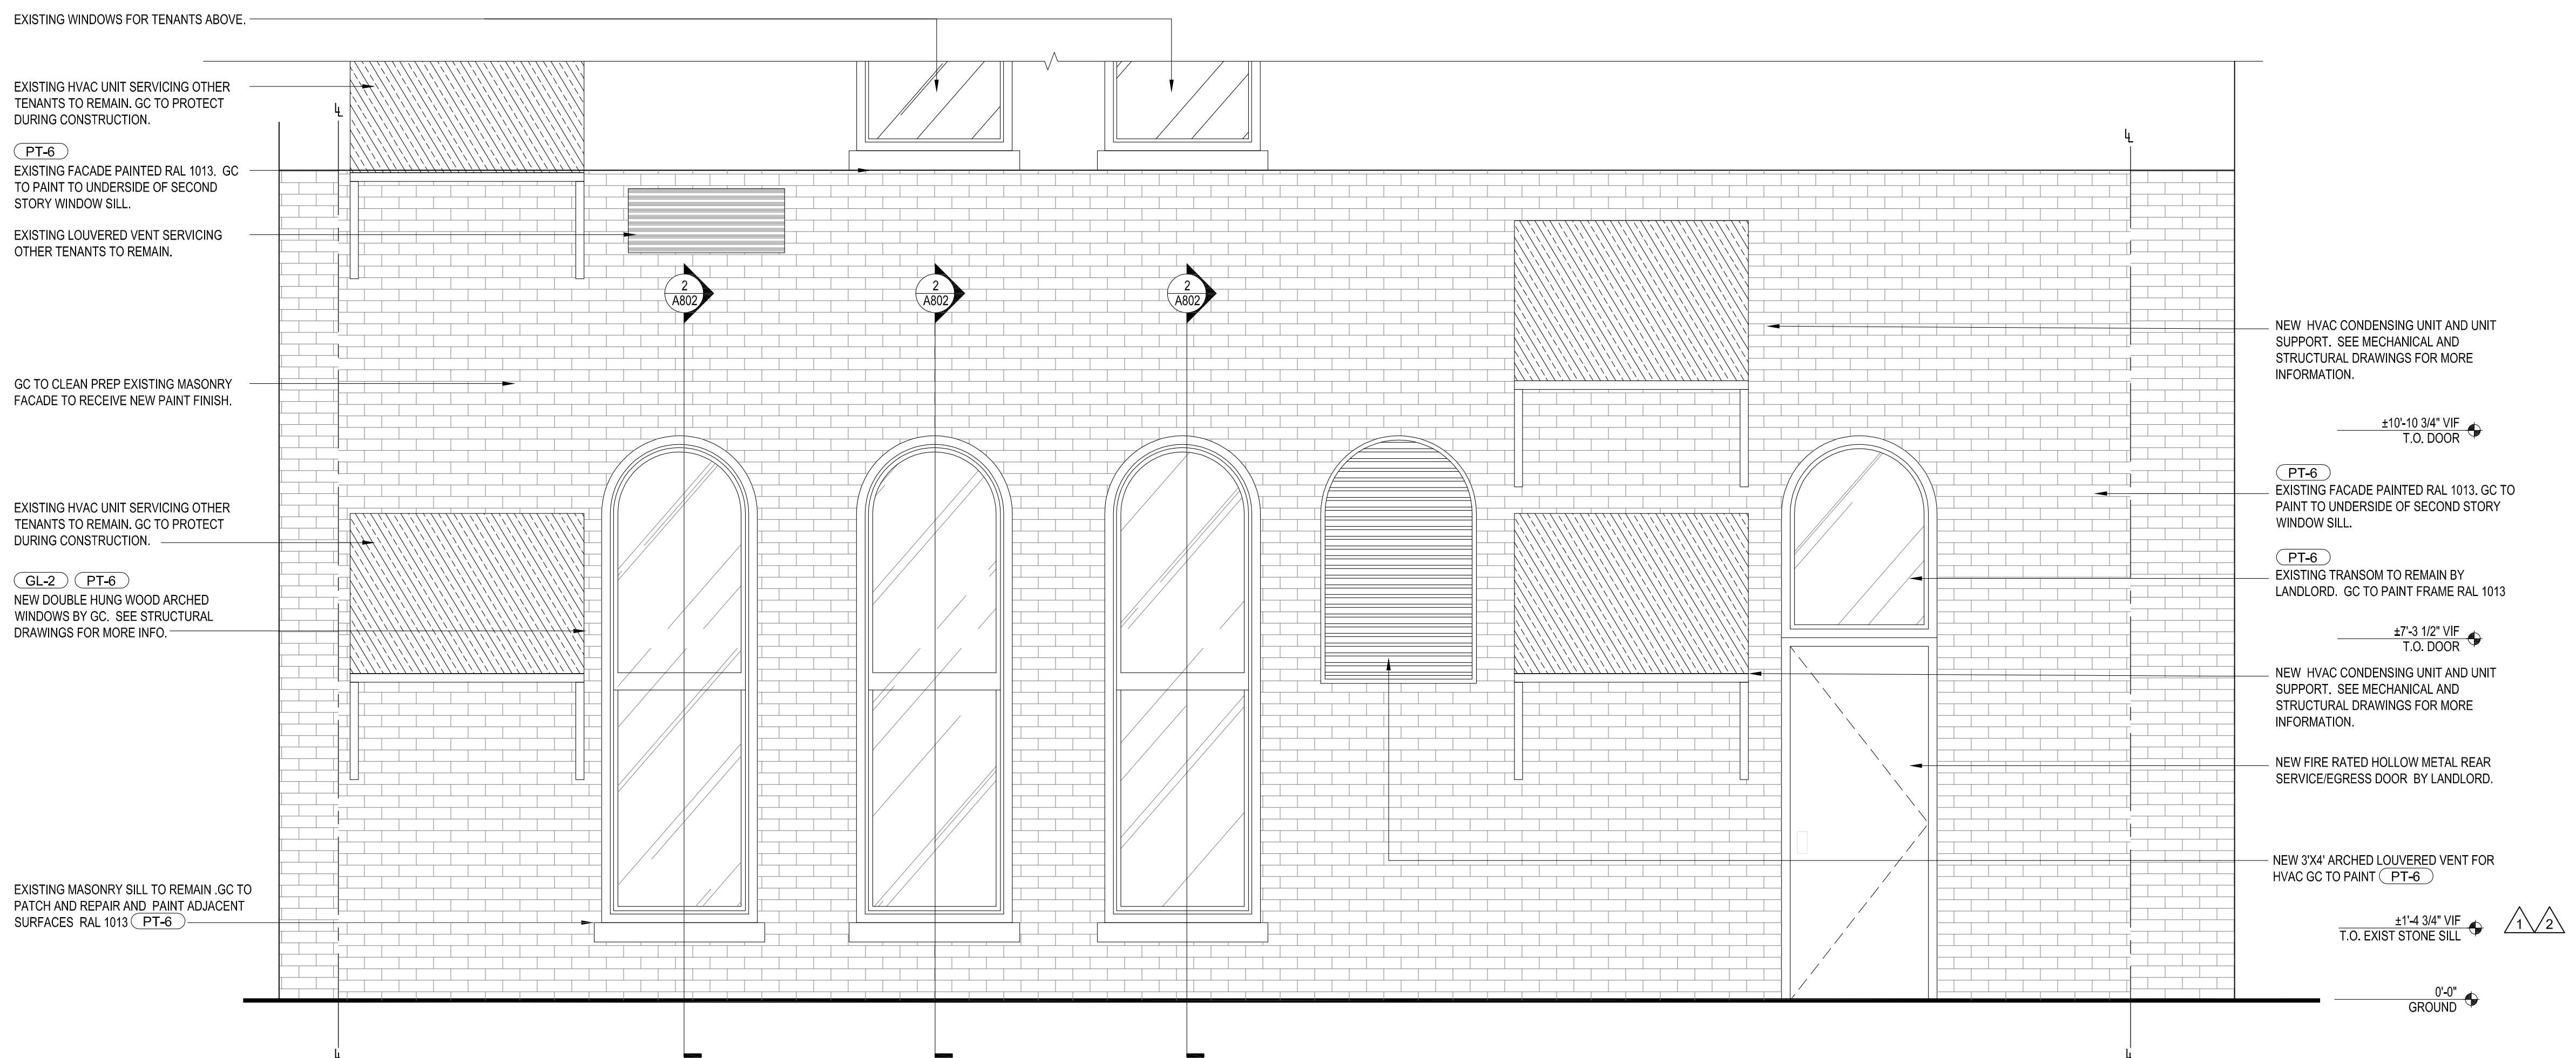 EXISTING WINDOWS FOR TENANTS ABOVE.
EXISTING HVAC UNIT SERVICING OTHER
TENANTS TO REMAIN. GC TO PROTECT
DURING CONSTRUCTION.
PT-6
EXISTING FACADE PAINTED RAL 1013. GC
TO PAINT TO UNDERSIDE OF SECOND
STORY WINDOW SILL.
EXISTING LOUVERED VENT SERVICING
OTHER TENANTS TO REMAIN.
GC TO CLEAN PREP EXISTING MASONRY
FACADE TO RECEIVE NEW PAINT FINISH.
EXISTING HVAC UNIT SERVICING OTHER
TENANTS TO REMAIN. GC TO PROTECT
DURING CONSTRUCTION.
GL-2 PT-6
NEW DOUBLE HUNG WOOD ARCHED
WINDOWS BY GC. SEE STRUCTURAL
DRAWINGS FOR MORE INFO.
EXISTING MASONRY SILL TO REMAIN .GC TO
PATCH AND REPAIR AND PAINT ADJACENT
SURFACES RAL 1013 PT-6
2
A802
2
A802
2
A802
NEW HVAC CONDENSING UNIT AND UNIT
SUPPORT. SEE MECHANICAL AND
STRUCTURAL DRAWINGS FOR MORE
INFORMATION.
±10'-10 3/4" VIF
T.O. DOOR
PT-6
EXISTING FACADE PAINTED RAL 1013. GC TO
PAINT TO UNDERSIDE OF SECOND STORY
WINDOW SILL.
PT-6
EXISTING TRANSOM TO REMAIN BY
LANDLORD. GC TO PAINT FRAME RAL 1013
±7'-3 1/2" VIF
T.O. DOOR
NEW HVAC CONDENSING UNIT AND UNIT
SUPPORT. SEE MECHANICAL AND
STRUCTURAL DRAWINGS FOR MORE
INFORMATION.
NEW FIRE RATED HOLLOW METAL REAR
SERVICE/EGRESS DOOR BY LANDLORD.
NEW 3'X4' ARCHED LOUVERED VENT FOR
HVAC GC TO PAINT PT-6
±1'-4 3/4" VIF
T.O. EXIST STONE SILL
1 2
0'-0"
GROUND